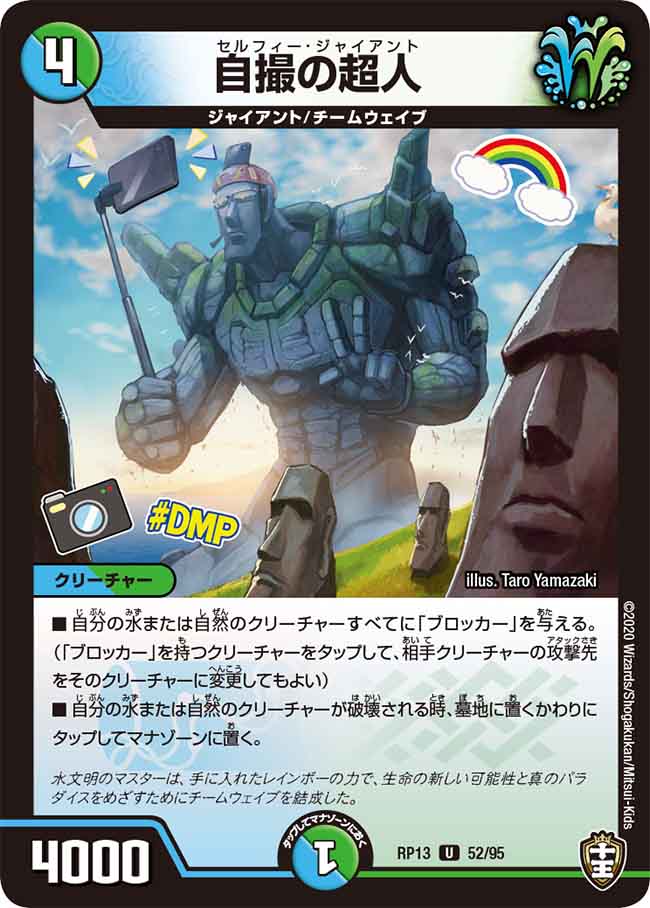 4
セルフィー・ジャイアント
自撮の超人
ジャイアント/チームウェイブ
#DMP
クリーチャー
illus. Taro Yamazaki
■自分の水または自然のクリーチャーすべてに「ブロッカー」を与える。
(「ブロッカー」を持つクリーチャーをタップして、相手クリーチャーの攻撃先
をそのクリーチャーに変更してもよい)
■自分の水または自然のクリーチャーが破壊される時、墓地に置くかわりに
タップしてマナゾーンに置く。
水文明のマスターは、手に入れたレインボーの力で、生命の新しい可能性と真のパラ
ダイスをめざすためにチームウェイブを結成した。
©2020 Wizards/Shogakukan/Mitsui-Kids
4000
タップしてマナゾーンにおく
1
RP13 U 52/95
十王